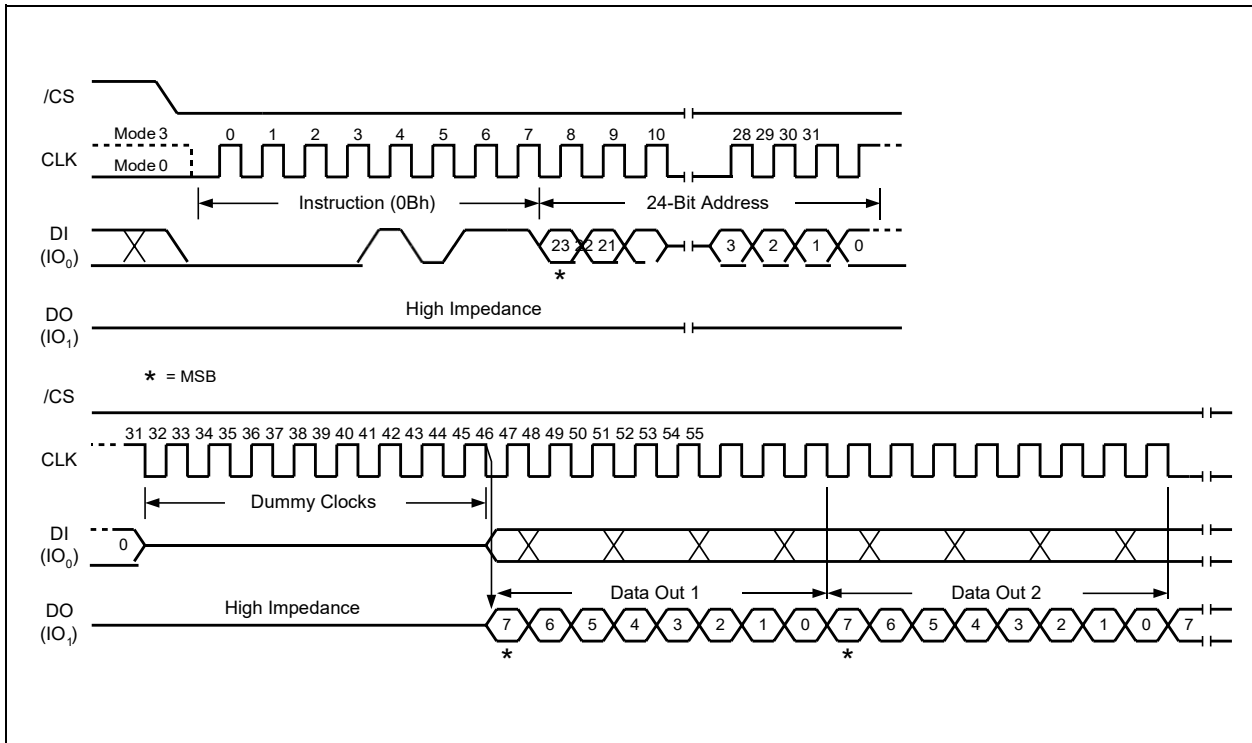 /CS
Mode 3
0 1 2 3 4 5 6 7 8 9 10 28 29 30 31
CLK
Mode 0
Instruction (0Bh) 24-Bit Address
DI
(IO0)
23 22 21 3 2 1 0
*
High Impedance
DO
(IO1)
* = MSB
/CS
31 32 33 34 35 36 37 38 39 40 41 42 43 44 45 46 47 48 49 50 51 52 53 54 55
CLK
Dummy Clocks
DI
(IO0)
0
Data Out 1 Data Out 2
High Impedance
DO
(IO1)
7 6 5 4 3 2 1 0 7 6 5 4 3 2 1 0 7
* *